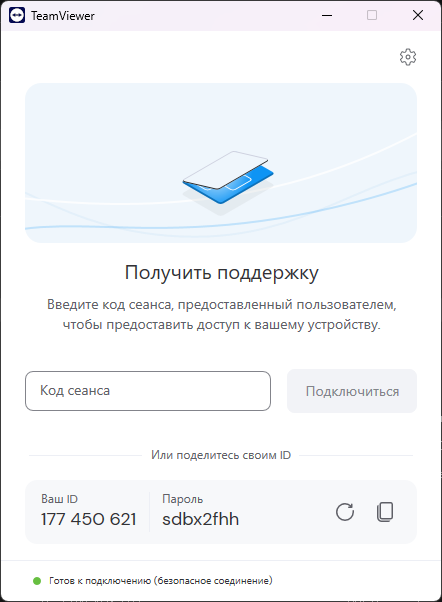 TeamViewer
Получить поддержку
Введите код сеанса, предоставленный пользователем,
чтобы предоставить доступ к вашему устройству.
Код сеанса
Подключиться
Или поделитесь своим ID
Ваш ID
Пароль
177 450 621
sdbx2fhh
Готов к подключению (безопасное соединение)